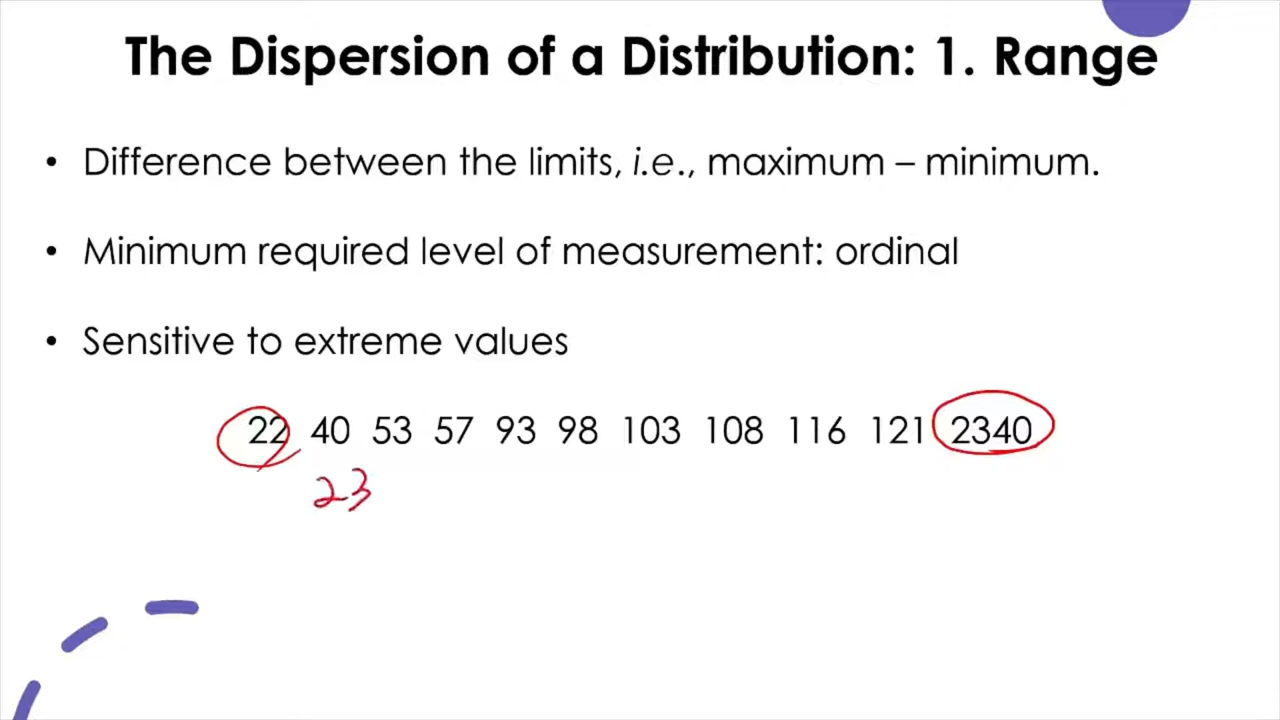 The Dispersion of a Distribution: 1. Range
• Difference between the limits, i.e., maximum – minimum.
• Minimum required level of measurement: ordinal
• Sensitive to extreme values
22 40 53 57 93 98 103 108 116 121 2340
23